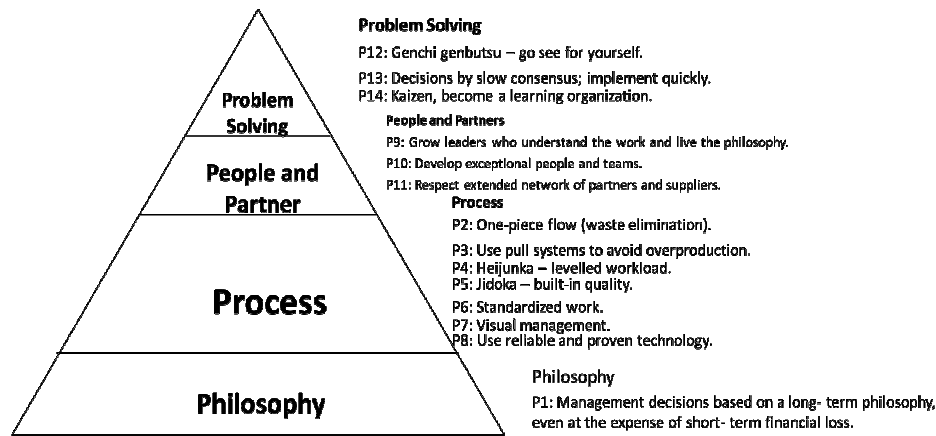 Problem Solving
P12: Genchi genbutsu – go see for yourself.
P13: Decisions by slow consensus; implement quickly.
P14: Kaizen, become a learning organization.
Problem
Solving
People and Partners
P9: Grow leaders who understand the work and live the philosophy.
P10: Develop exceptional people and teams.
P11: Respect extended network of partners and suppliers.
People and
Partner
Process
P2: One-piece flow (waste elimination).
P3: Use pull systems to avoid overproduction.
P4: Heijunka – levelled workload.
P5: Jidoka – built-in quality.
P6: Standardized work.
P7: Visual management.
P8: Use reliable and proven technology.
Process
Philosophy
P1: Management decisions based on a long- term philosophy,
even at the expense of short- term financial loss.
Philosophy